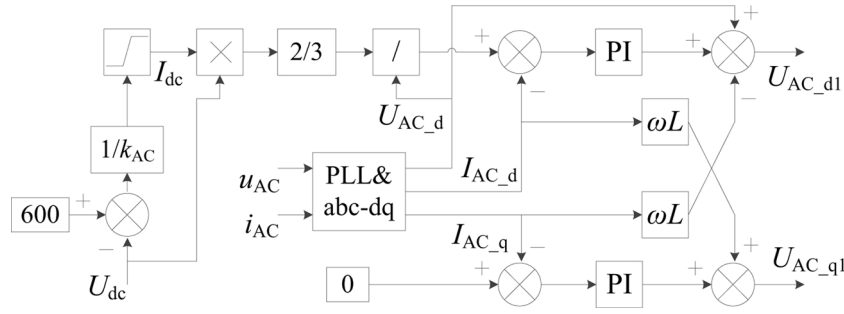 I_dc
×
2/3
/
+
PI
+
+
U_AC_d1
−
−
U_AC_d
1/k_AC
ωL
u_AC
PLL&
abc-dq
I_AC_d
600
+
i_AC
ωL
−
I_AC_q
−
+
U_AC_q1
U_dc
0
+
PI
+